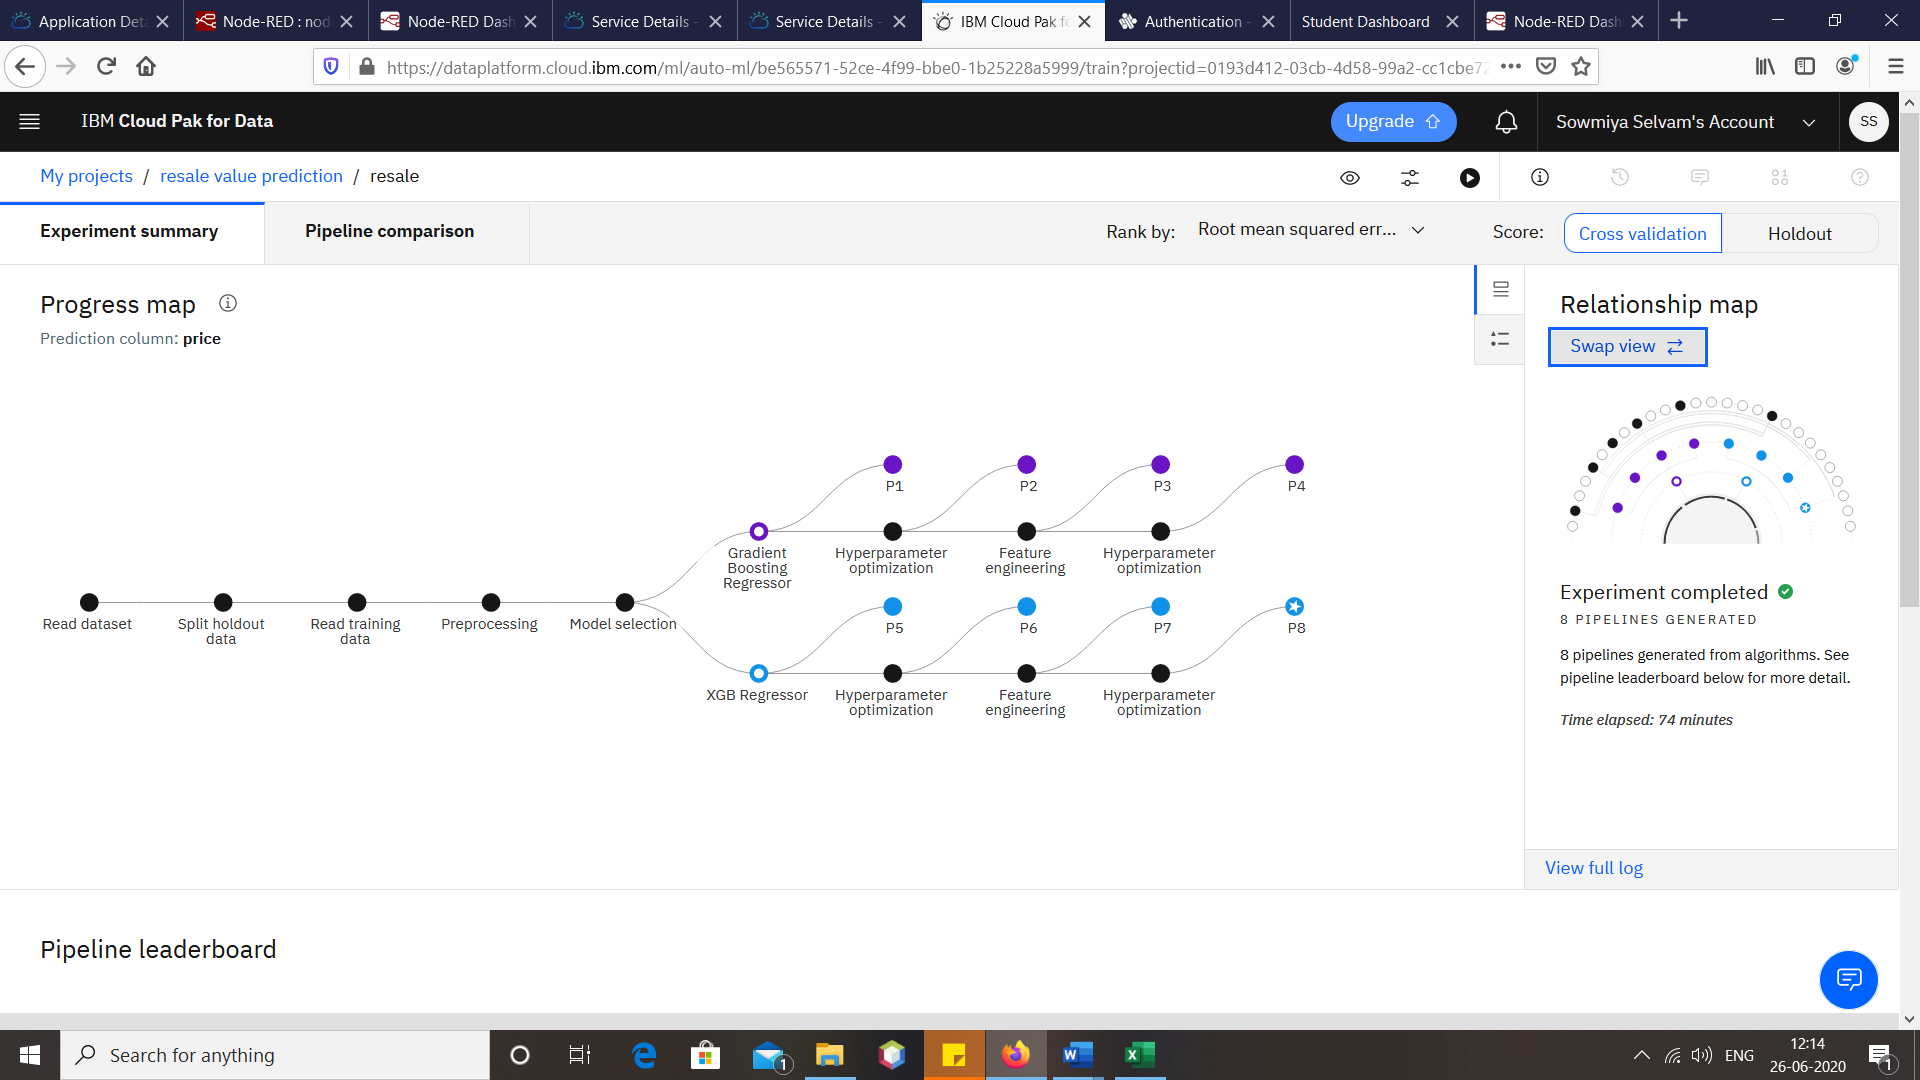 Application Deta
Node-RED : nod
Node-RED Dash
Service Details -
Service Details -
IBM Cloud Pak fo
Authentication -
Student Dashboard
Node-RED Dash
https://dataplatform.cloud.ibm.com/ml/auto-ml/be565571-52ce-4f99-bbe0-1b25228a5999/train?projectid=0193d412-03cb-4d58-99a2-cc1cbe72
IBM Cloud Pak for Data
Upgrade
Sowmiya Selvam's Account
SS
My projects / resale value prediction / resale
Experiment summary
Pipeline comparison
Rank by:
Root mean squared err...
Score:
Cross validation
Holdout
Progress map
Prediction column: price
Relationship map
Swap view
P1
P2
P3
P4
Gradient
Boosting
Regressor
Hyperparameter
optimization
Feature
engineering
Hyperparameter
optimization
Read dataset
Split holdout
data
Read training
data
Preprocessing
Model selection
P5
P6
P7
P8
XGB Regressor
Hyperparameter
optimization
Feature
engineering
Hyperparameter
optimization
Experiment completed
8 PIPELINES GENERATED
8 pipelines generated from algorithms. See
pipeline leaderboard below for more detail.
Time elapsed: 74 minutes
View full log
Pipeline leaderboard
Search for anything
1
ENG
12:14
26-06-2020
1